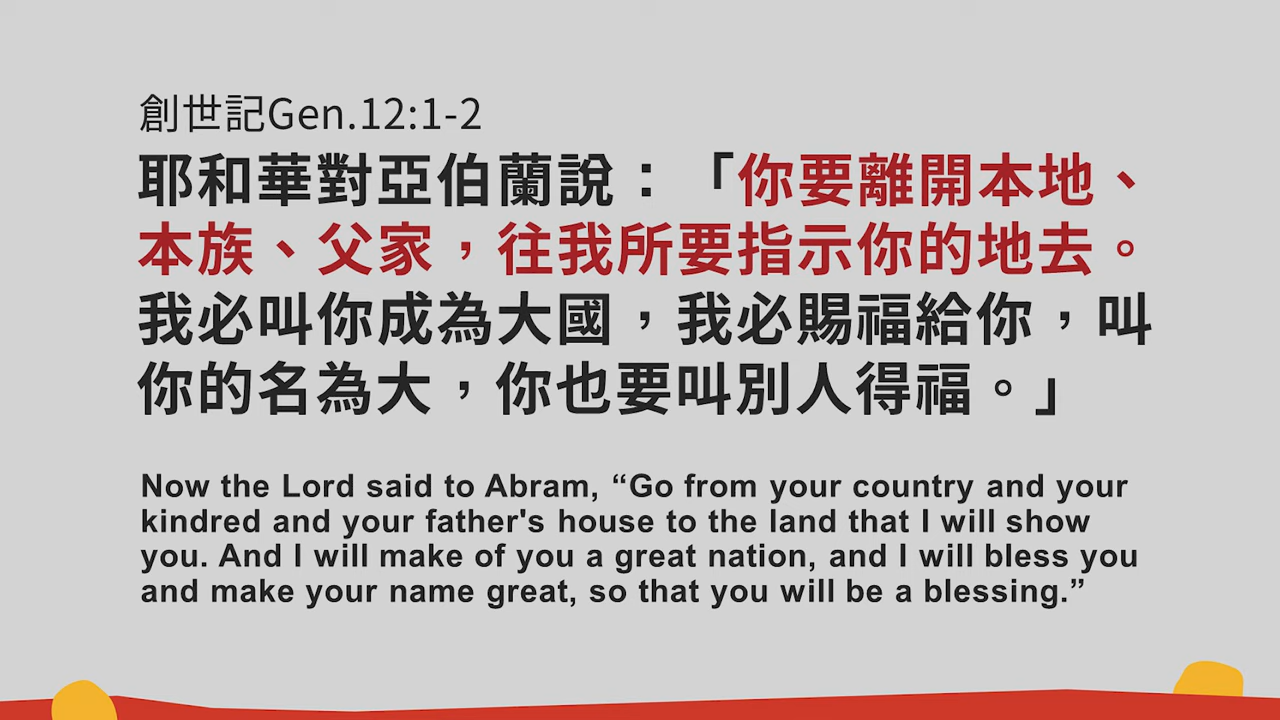 創世記Gen.12:1-2
耶和華對亞伯蘭說：「你要離開本地、
本族、父家，往我所要指示你的地去。
我必叫你成為大國，我必賜福給你，叫
你的名為大，你也要叫別人得福。」
Now the Lord said to Abram, “Go from your country and your
kindred and your father's house to the land that I will show
you. And I will make of you a great nation, and I will bless you
and make your name great, so that you will be a blessing.”